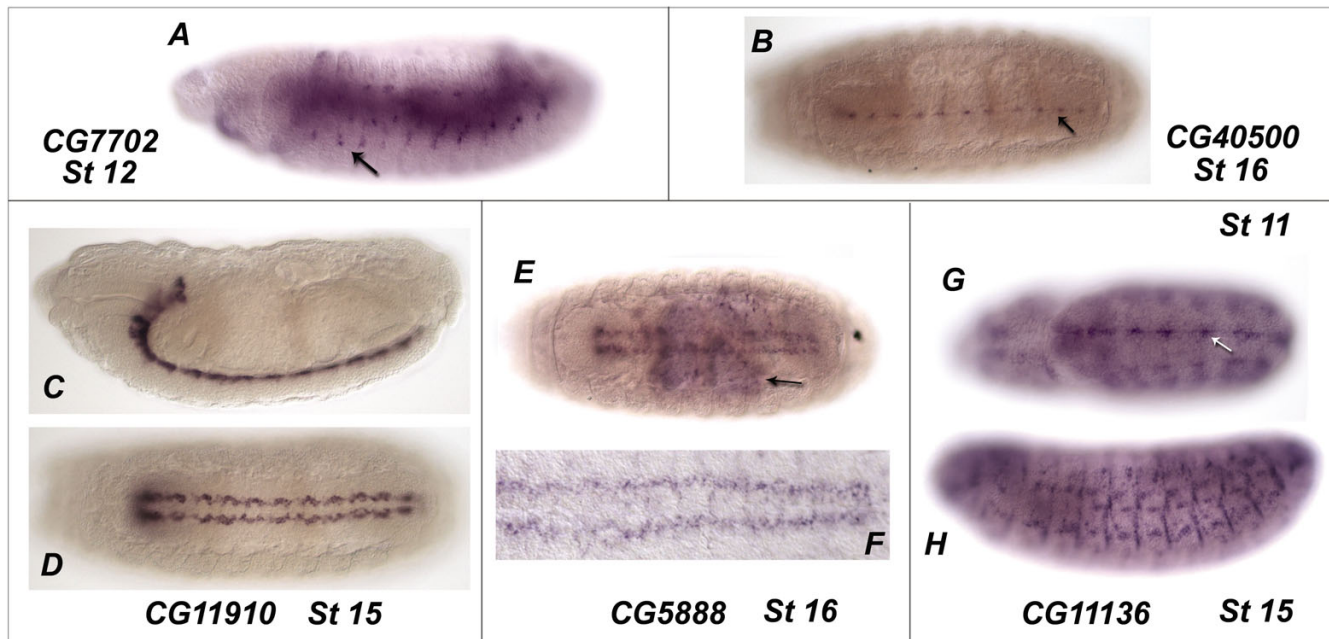 A
CG7702
St 12
B
CG40500
St 16
C
D
CG11910 St 15
E
F
CG5888 St 16
St 11
G
H
CG11136 St 15